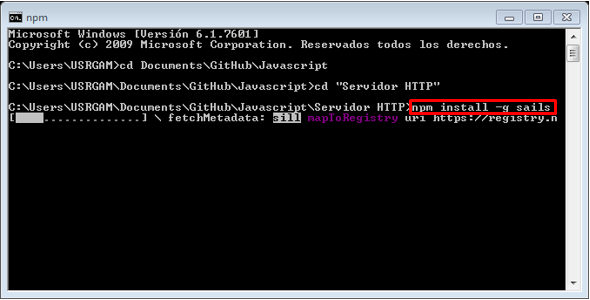 npm
Microsoft Windows [Versión 6.1.7601]
Copyright (c) 2009 Microsoft Corporation. Reservados todos los derechos.
C:\Users\USRGAM>cd Documents\GitHub\Javascript
C:\Users\USRGAM\Documents\GitHub\Javascript>cd "Servidor HTTP"
C:\Users\USRGAM\Documents\GitHub\Javascript\Servidor HTTP>npm install -g sails
[    ..............] \ fetchMetadata: sill mapToRegistry uri https://registry.n